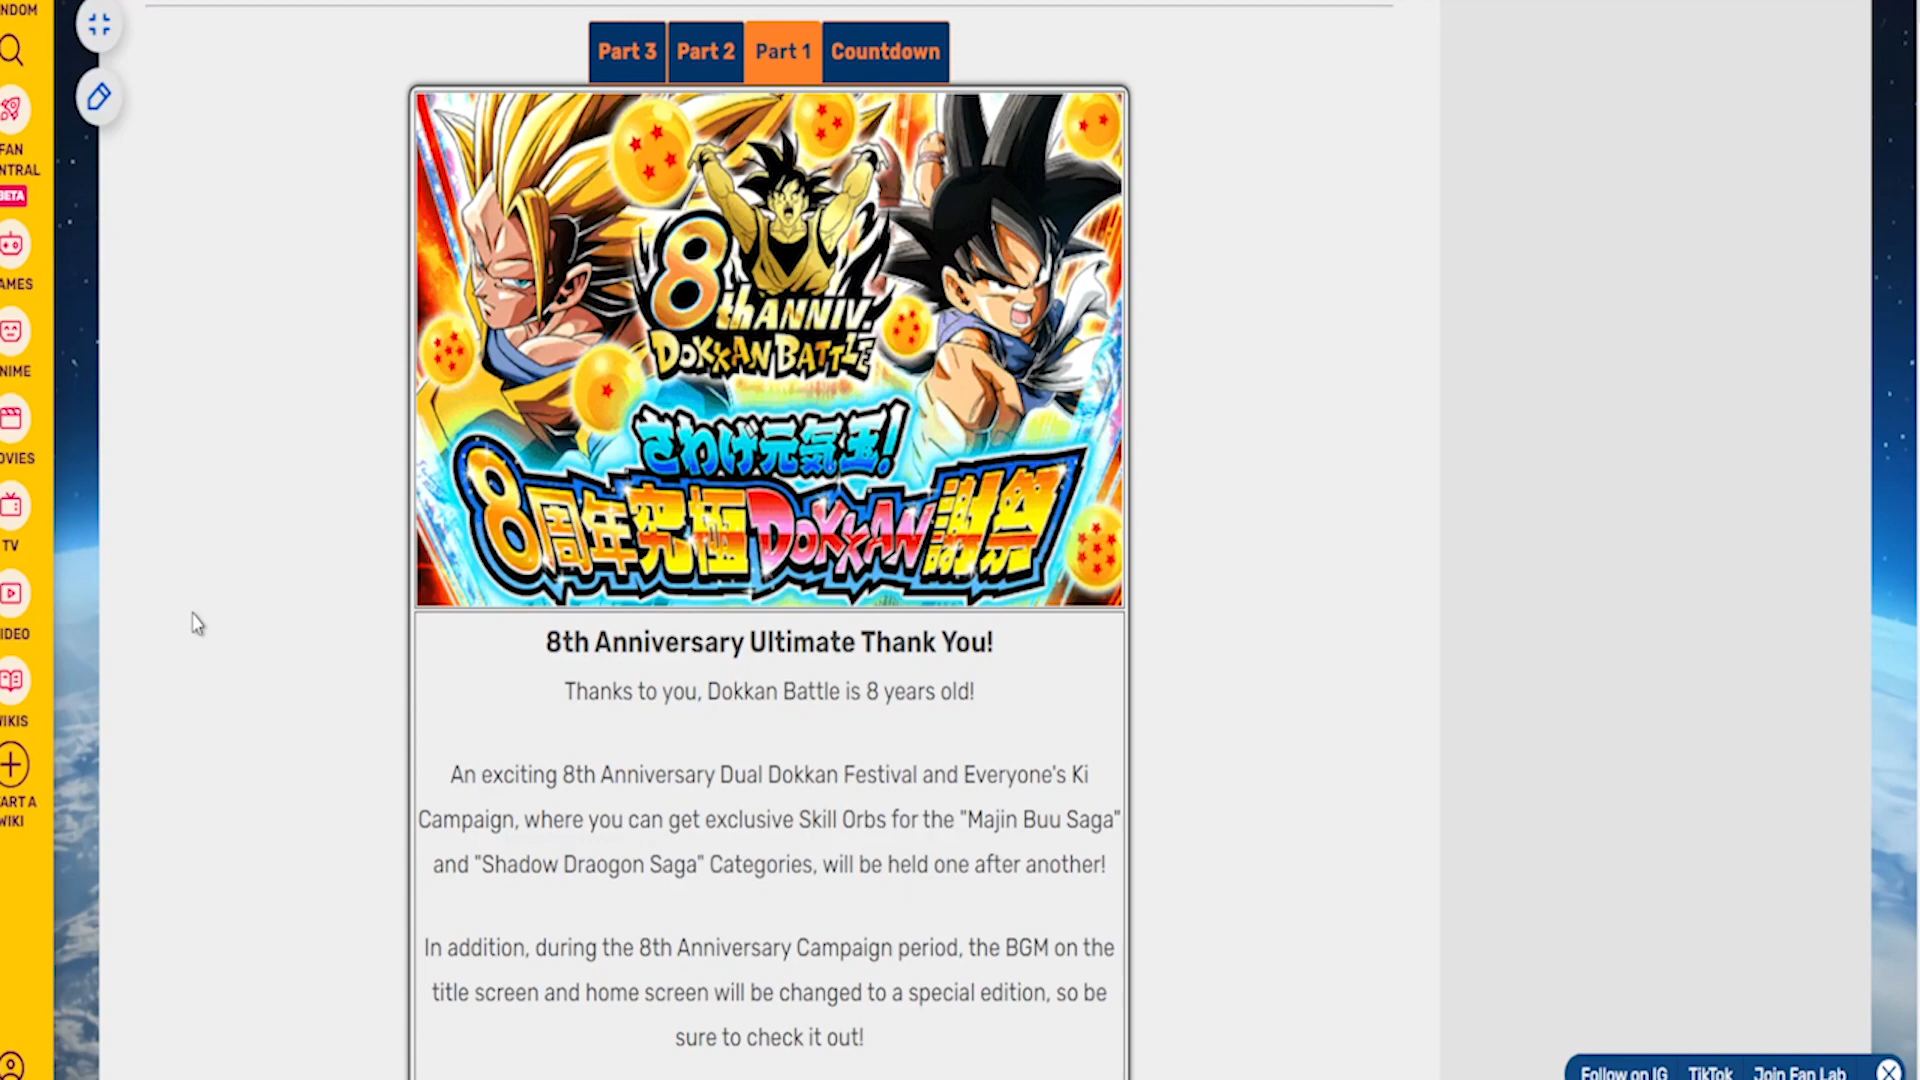 NDOM
FAN
NTRAL
BETA
AMES
NIME
OVIES
TV
IDEO
WIKIS
ART A
WIKI
Part 3
Part 2
Part 1
Countdown
8th ANNIV.
DOKKAN BATTLE
さわげ元気玉!
8周年究極DOKKAN謝祭
8th Anniversary Ultimate Thank You!
Thanks to you, Dokkan Battle is 8 years old!
An exciting 8th Anniversary Dual Dokkan Festival and Everyone's Ki
Campaign, where you can get exclusive Skill Orbs for the "Majin Buu Saga"
and "Shadow Draogon Saga" Categories, will be held one after another!
In addition, during the 8th Anniversary Campaign period, the BGM on the
title screen and home screen will be changed to a special edition, so be
sure to check it out!
Follow on IG
TikTok
Join Fan Lab